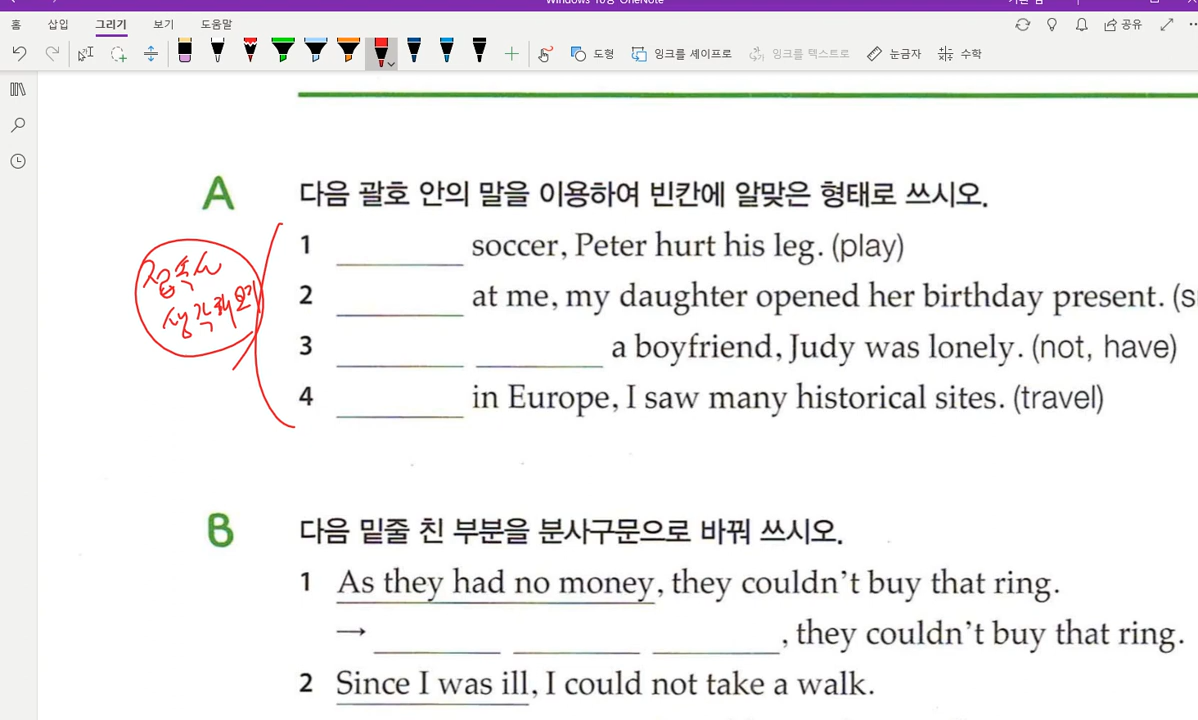 Windows 10용 OneNote
홈 삽입 그리기 보기 도움말
공유
도형 잉크를 셰이프로 잉크를 텍스트로 눈금자 수학
A 다음 괄호 안의 말을 이용하여 빈칸에 알맞은 형태로 쓰시오.
1 ________ soccer, Peter hurt his leg. (play)
접속사
생각해보기
2 ________ at me, my daughter opened her birthday present. (s
3 ________ ________ a boyfriend, Judy was lonely. (not, have)
4 ________ in Europe, I saw many historical sites. (travel)
B 다음 밑줄 친 부분을 분사구문으로 바꿔 쓰시오.
1 As they had no money, they couldn’t buy that ring.
→ ________ ________ ________, they couldn’t buy that ring.
2 Since I was ill, I could not take a walk.